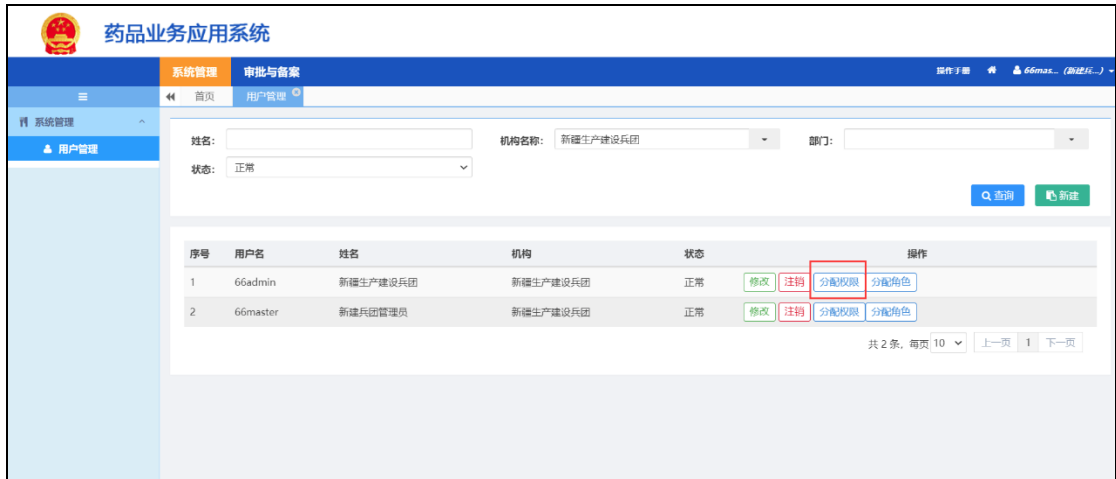 药品业务应用系统
系统管理 审批与备案 操作手册 66mas... (新建兵...)
首页 用户管理
系统管理
用户管理
姓名： 机构名称： 新疆生产建设兵团 部门：
状态： 正常
查询 新建
序号 用户名 姓名 机构 状态 操作
1 66admin 新疆生产建设兵团 新疆生产建设兵团 正常 修改 注销 分配权限 分配角色
2 66master 新建兵团管理员 新疆生产建设兵团 正常 修改 注销 分配权限 分配角色
共 2 条，每页 10 上一页 1 下一页